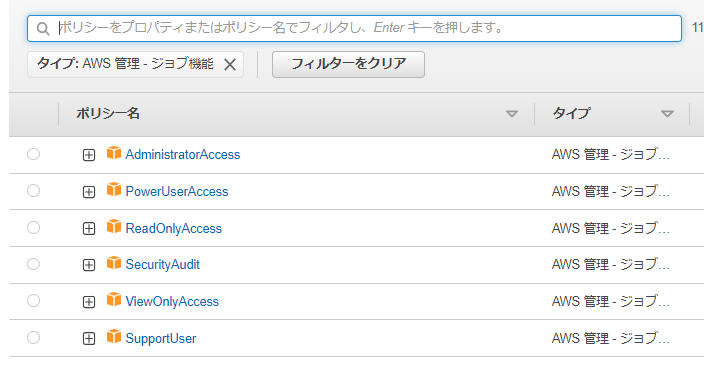 ポリシーをプロパティまたはポリシー名でフィルタし、Enter キーを押します。 11
タイプ: AWS 管理 - ジョブ機能 フィルターをクリア
ポリシー名 タイプ
AdministratorAccess AWS 管理 - ジョブ…
PowerUserAccess AWS 管理 - ジョブ…
ReadOnlyAccess AWS 管理 - ジョブ…
SecurityAudit AWS 管理 - ジョブ…
ViewOnlyAccess AWS 管理 - ジョブ…
SupportUser AWS 管理 - ジョブ…